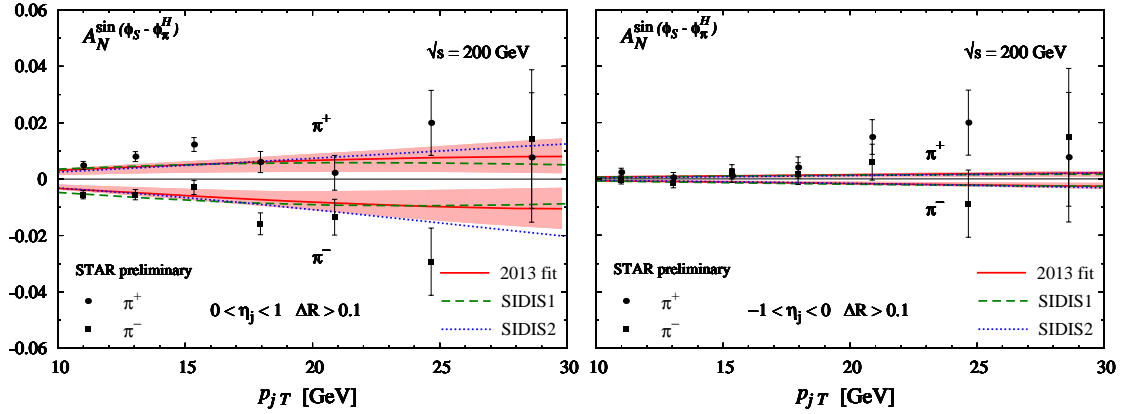 A_N^{sin (ϕ_S - ϕ_π^H)}
√s = 200 GeV
π⁺
π⁻
STAR preliminary
π⁺
π⁻
0 < η_j < 1 ΔR > 0.1
2013 fit
SIDIS1
SIDIS2
0.06
0.04
0.02
0
-0.02
-0.04
-0.06
10 15 20 25 30
p_{j T} [GeV]
A_N^{sin (ϕ_S - ϕ_π^H)}
√s = 200 GeV
π⁺
π⁻
STAR preliminary
π⁺
π⁻
−1 < η_j < 0 ΔR > 0.1
2013 fit
SIDIS1
SIDIS2
10 15 20 25 30
p_{j T} [GeV]